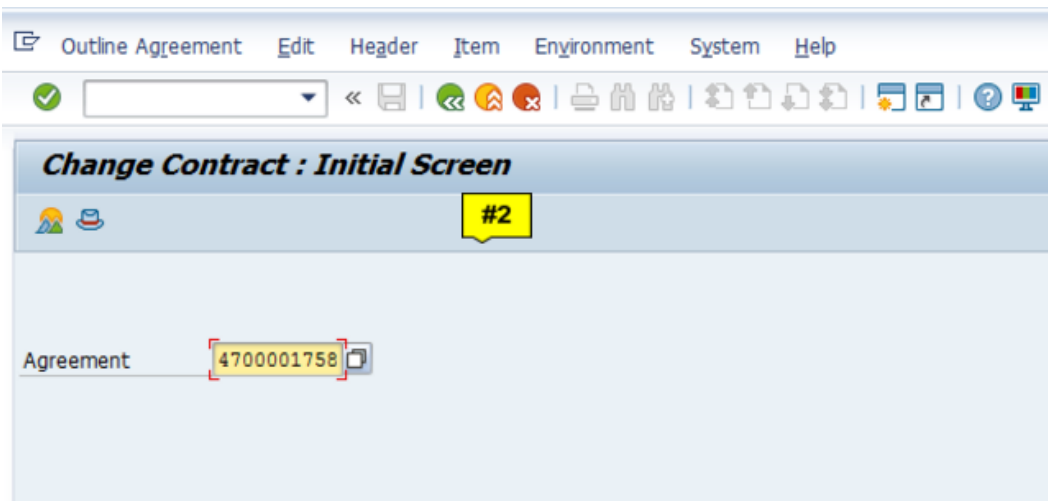 Outline Agreement Edit Header Item Environment System Help
Change Contract : Initial Screen
#2
Agreement 4700001758